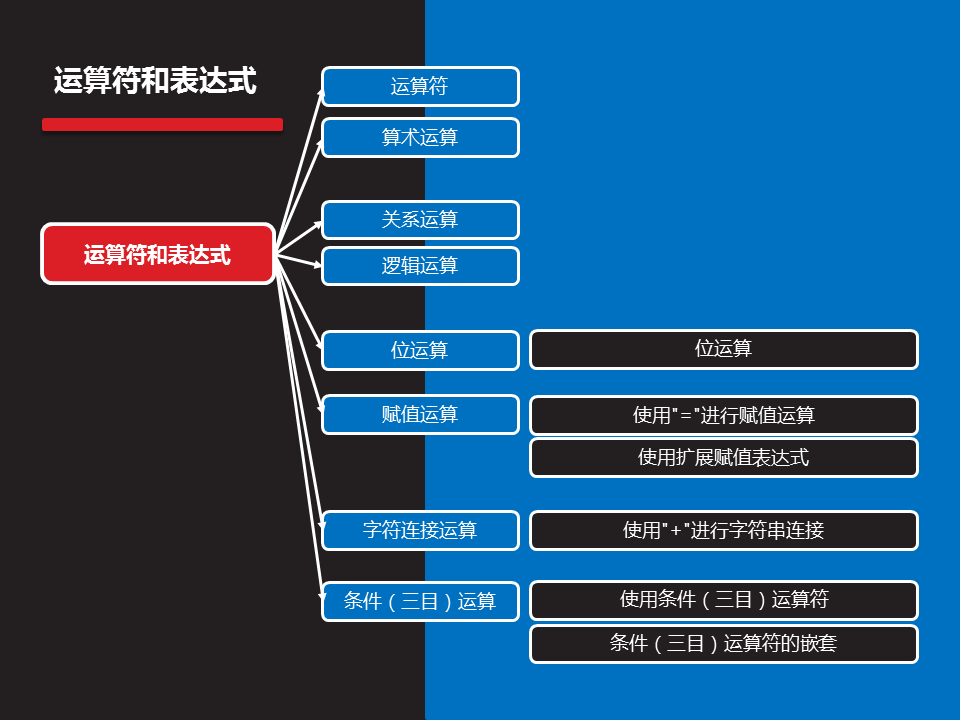 运算符和表达式
运算符和表达式
运算符
算术运算
关系运算
逻辑运算
位运算
位运算
赋值运算
使用"="进行赋值运算
使用扩展赋值表达式
字符连接运算
使用"+"进行字符串连接
条件（三目）运算
使用条件（三目）运算符
条件（三目）运算符的嵌套